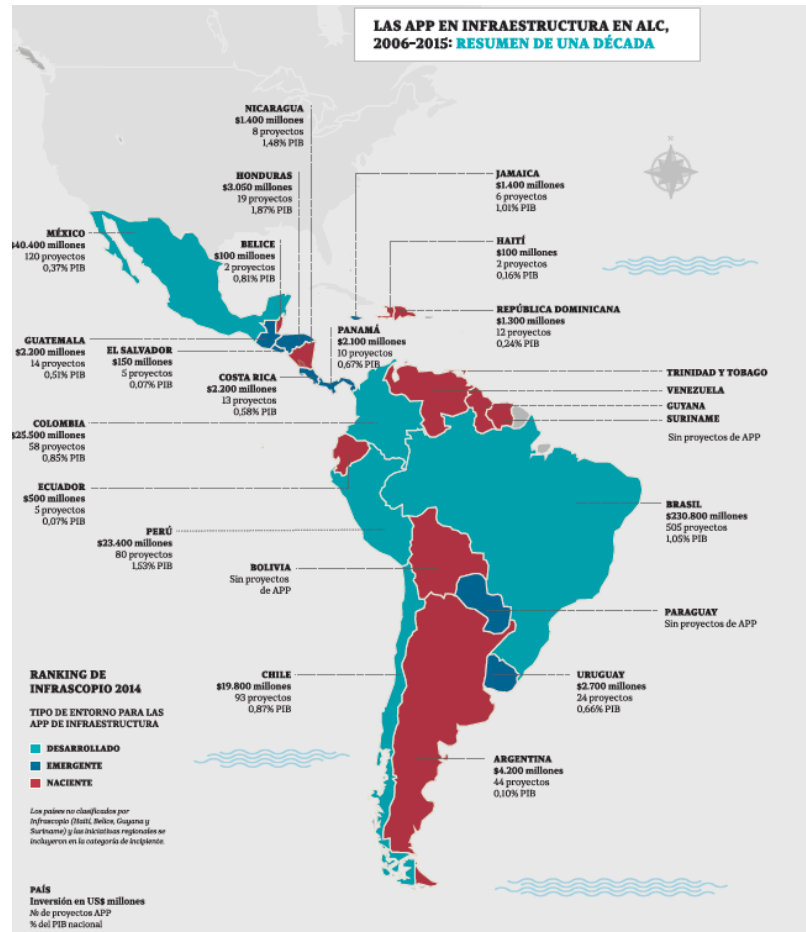 LAS APP EN INFRAESTRUCTURA EN ALC,
2006–2015: RESUMEN DE UNA DÉCADA
N
NICARAGUA
$1.400 millones
8 proyectos
1,48% PIB
HONDURAS
$3.050 millones
19 proyectos
1,87% PIB
JAMAICA
$1.400 millones
6 proyectos
1,01% PIB
MÉXICO
$40.400 millones
120 proyectos
0,37% PIB
BELICE
$100 millones
2 proyectos
0,81% PIB
HAITÍ
$100 millones
2 proyectos
0,16% PIB
REPÚBLICA DOMINICANA
$1.300 millones
12 proyectos
0,24% PIB
PANAMÁ
$2.100 millones
10 proyectos
0,67% PIB
GUATEMALA
$2.200 millones
14 proyectos
0,51% PIB
EL SALVADOR
$150 millones
5 proyectos
0,07% PIB
COSTA RICA
$2.200 millones
13 proyectos
0,58% PIB
TRINIDAD Y TOBAGO
VENEZUELA
GUYANA
SURINAME
Sin proyectos de APP
COLOMBIA
$25.500 millones
58 proyectos
0,85% PIB
ECUADOR
$500 millones
5 proyectos
0,07% PIB
BRASIL
$230.800 millones
505 proyectos
1,05% PIB
PERÚ
$23.400 millones
80 proyectos
1,53% PIB
BOLIVIA
Sin proyectos
de APP
PARAGUAY
Sin proyectos de APP
CHILE
$19.800 millones
93 proyectos
0,87% PIB
URUGUAY
$2.700 millones
24 proyectos
0,66% PIB
ARGENTINA
$4.200 millones
44 proyectos
0,10% PIB
RANKING DE
INFRASCOPIO 2014
TIPO DE ENTORNO PARA LAS
APP DE INFRAESTRUCTURA
DESARROLLADO
EMERGENTE
NACIENTE
Los países no clasificados por
Infrascopio (Haití, Belice, Guyana y
Suriname) y las iniciativas regionales se
incluyeron en la categoría de incipiente.
PAÍS
Inversión en US$ millones
№ de proyectos APP
% del PIB nacional